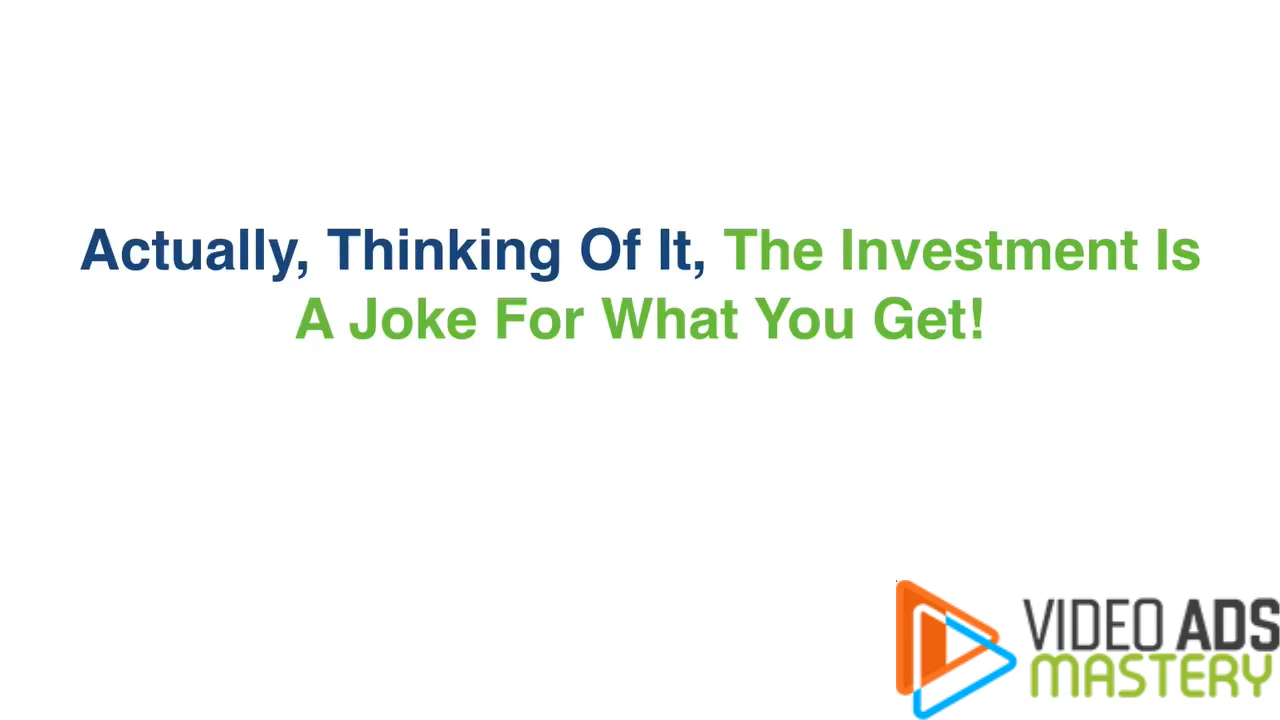 Actually, Thinking Of It, The Investment Is
A Joke For What You Get!
VIDEO ADS
MASTERY